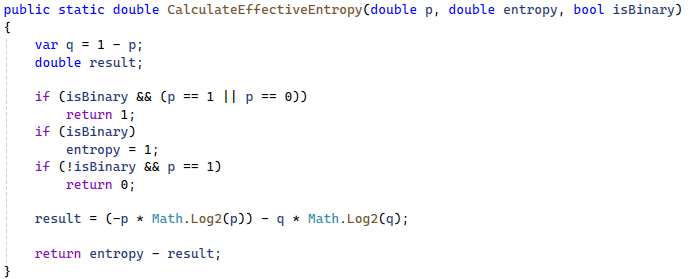 public static double CalculateEffectiveEntropy(double p, double entropy, bool isBinary)
{
    var q = 1 - p;
    double result;

    if (isBinary && (p == 1 || p == 0))
        return 1;
    if (isBinary)
        entropy = 1;
    if (!isBinary && p == 1)
        return 0;

    result = (-p * Math.Log2(p)) - q * Math.Log2(q);

    return entropy - result;
}